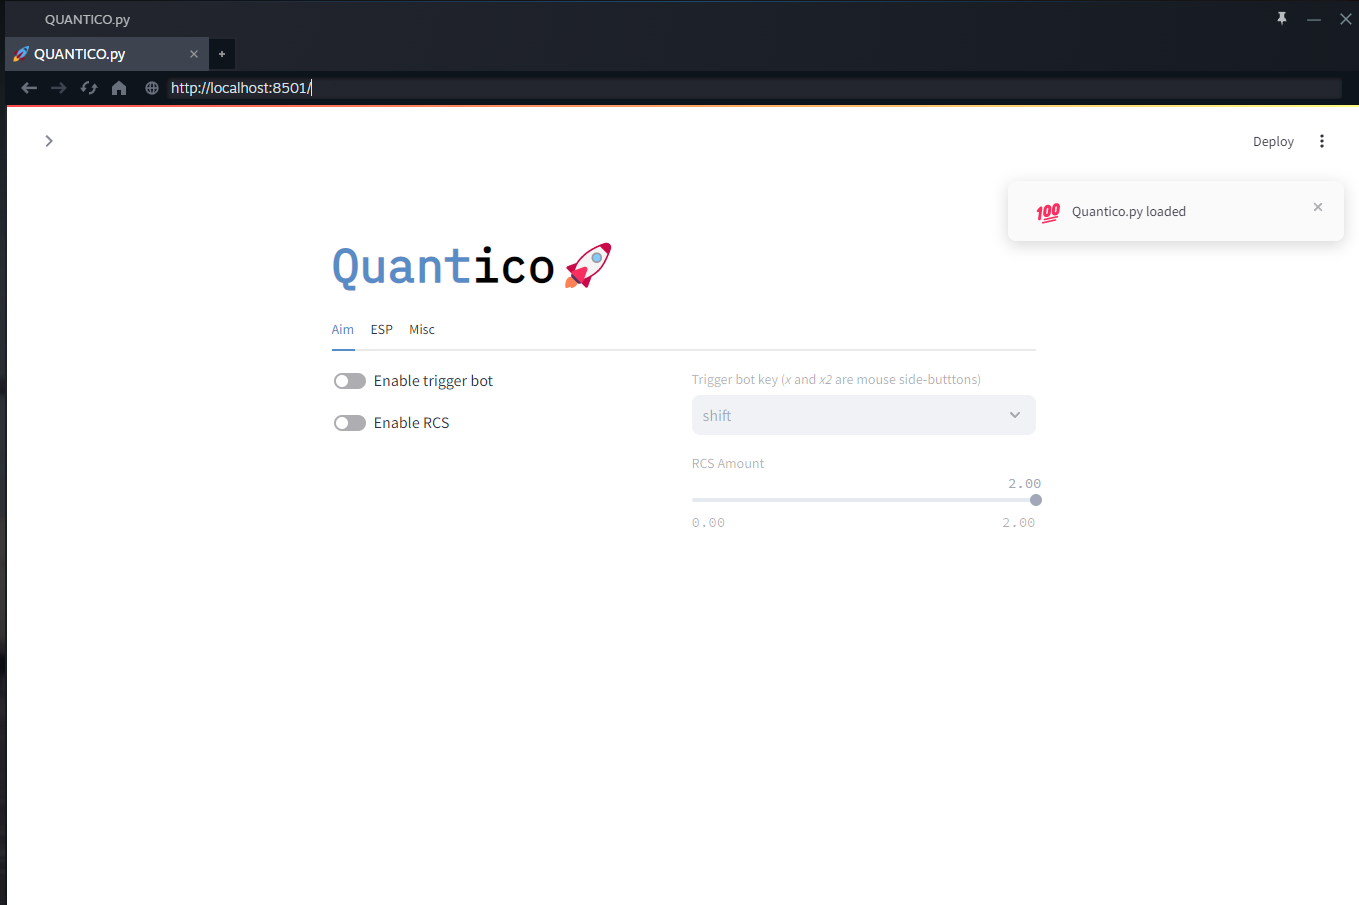 QUANTICO.py
QUANTICO.py
http://localhost:8501/
Deploy
Quantico.py loaded
Quantico
Aim ESP Misc
Enable trigger bot
Enable RCS
Trigger bot key (x and x2 are mouse side-butttons)
shift
RCS Amount
2.00
0.00 2.00